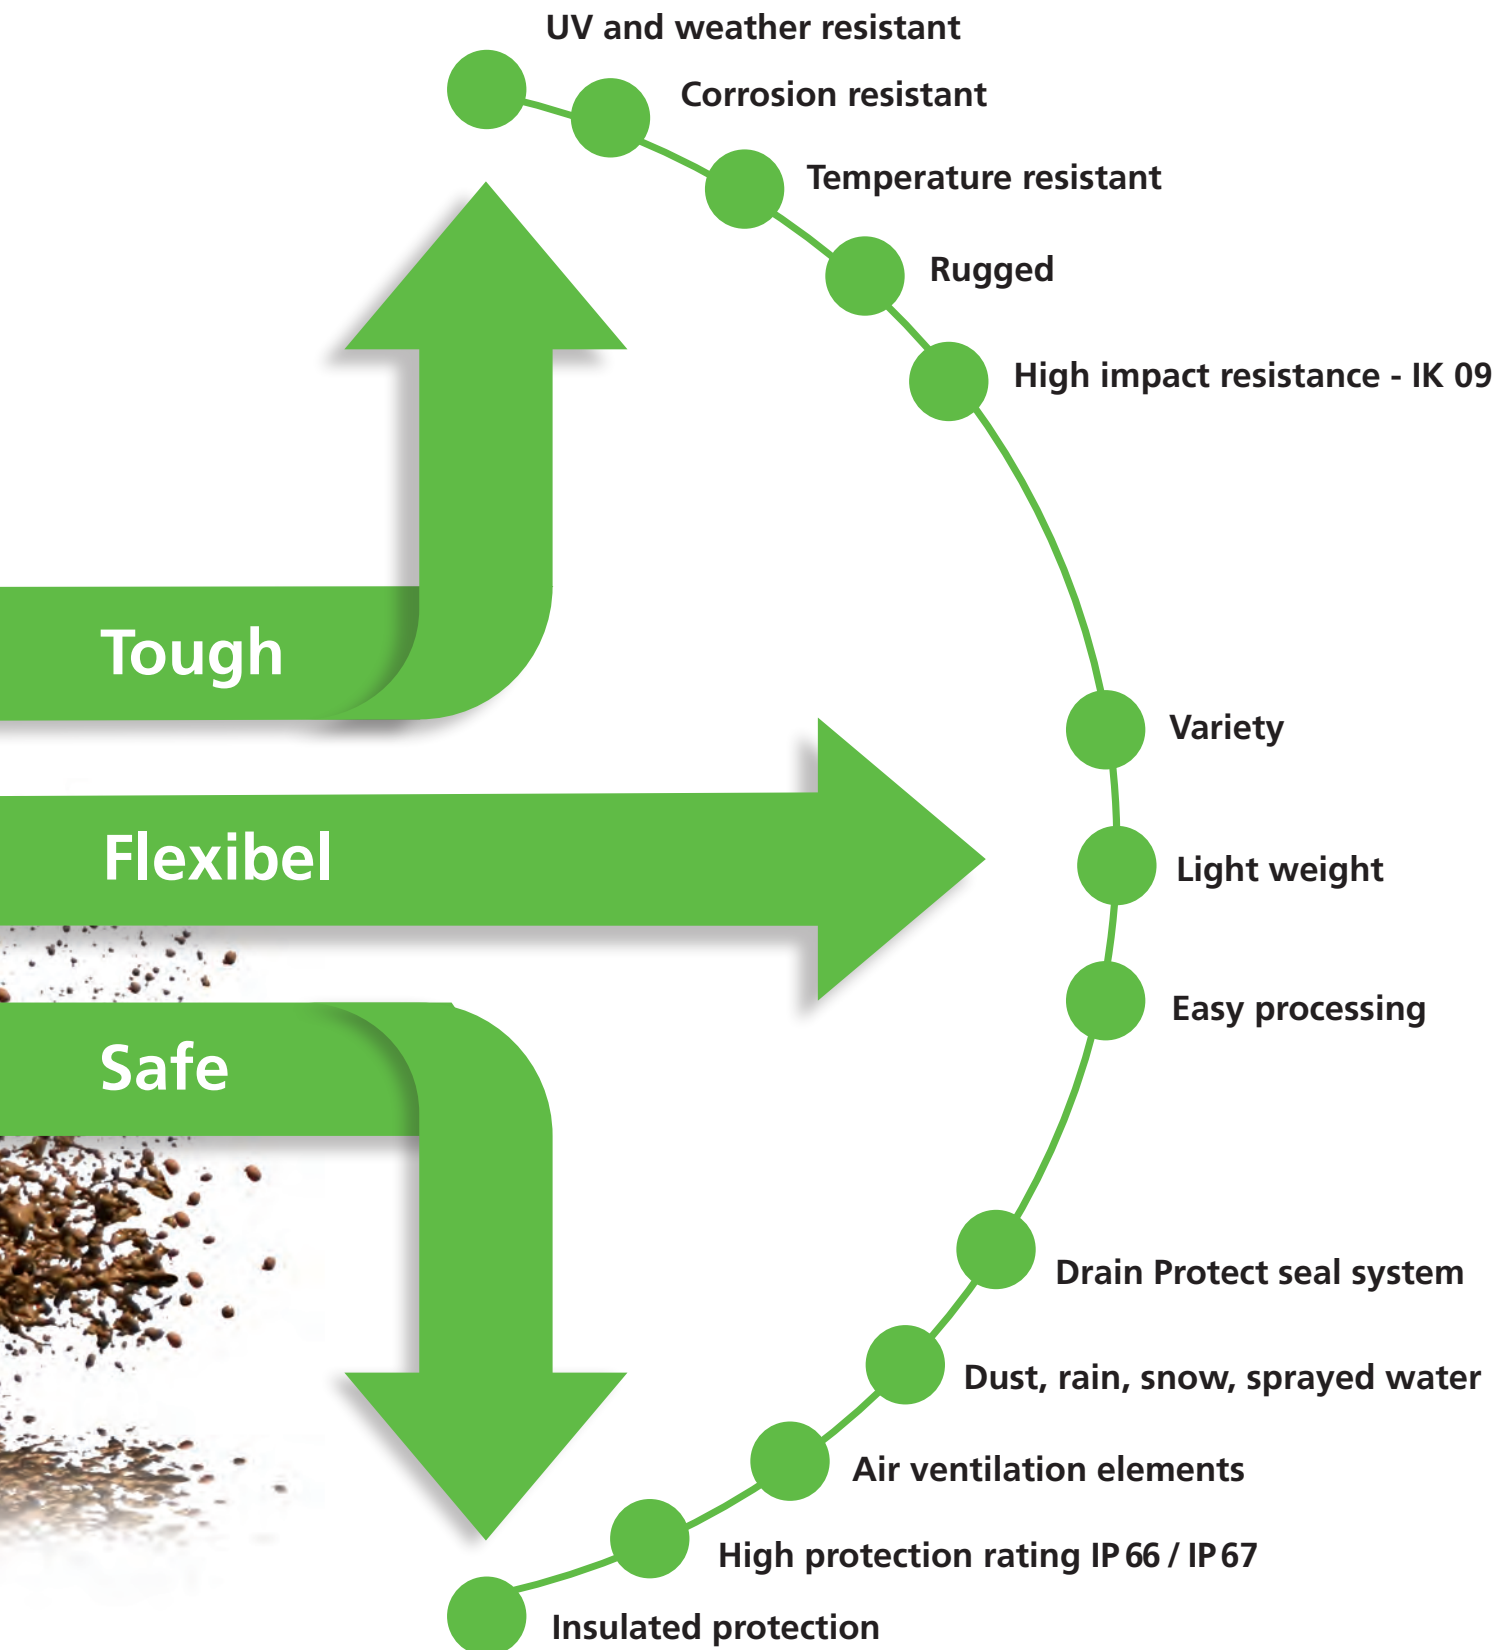 UV and weather resistant
Corrosion resistant
Temperature resistant
Rugged
High impact resistance - IK 09
Tough
Variety
Flexibel
Light weight
Easy processing
Safe
Drain Protect seal system
Dust, rain, snow, sprayed water
Air ventilation elements
High protection rating IP 66 / IP 67
Insulated protection